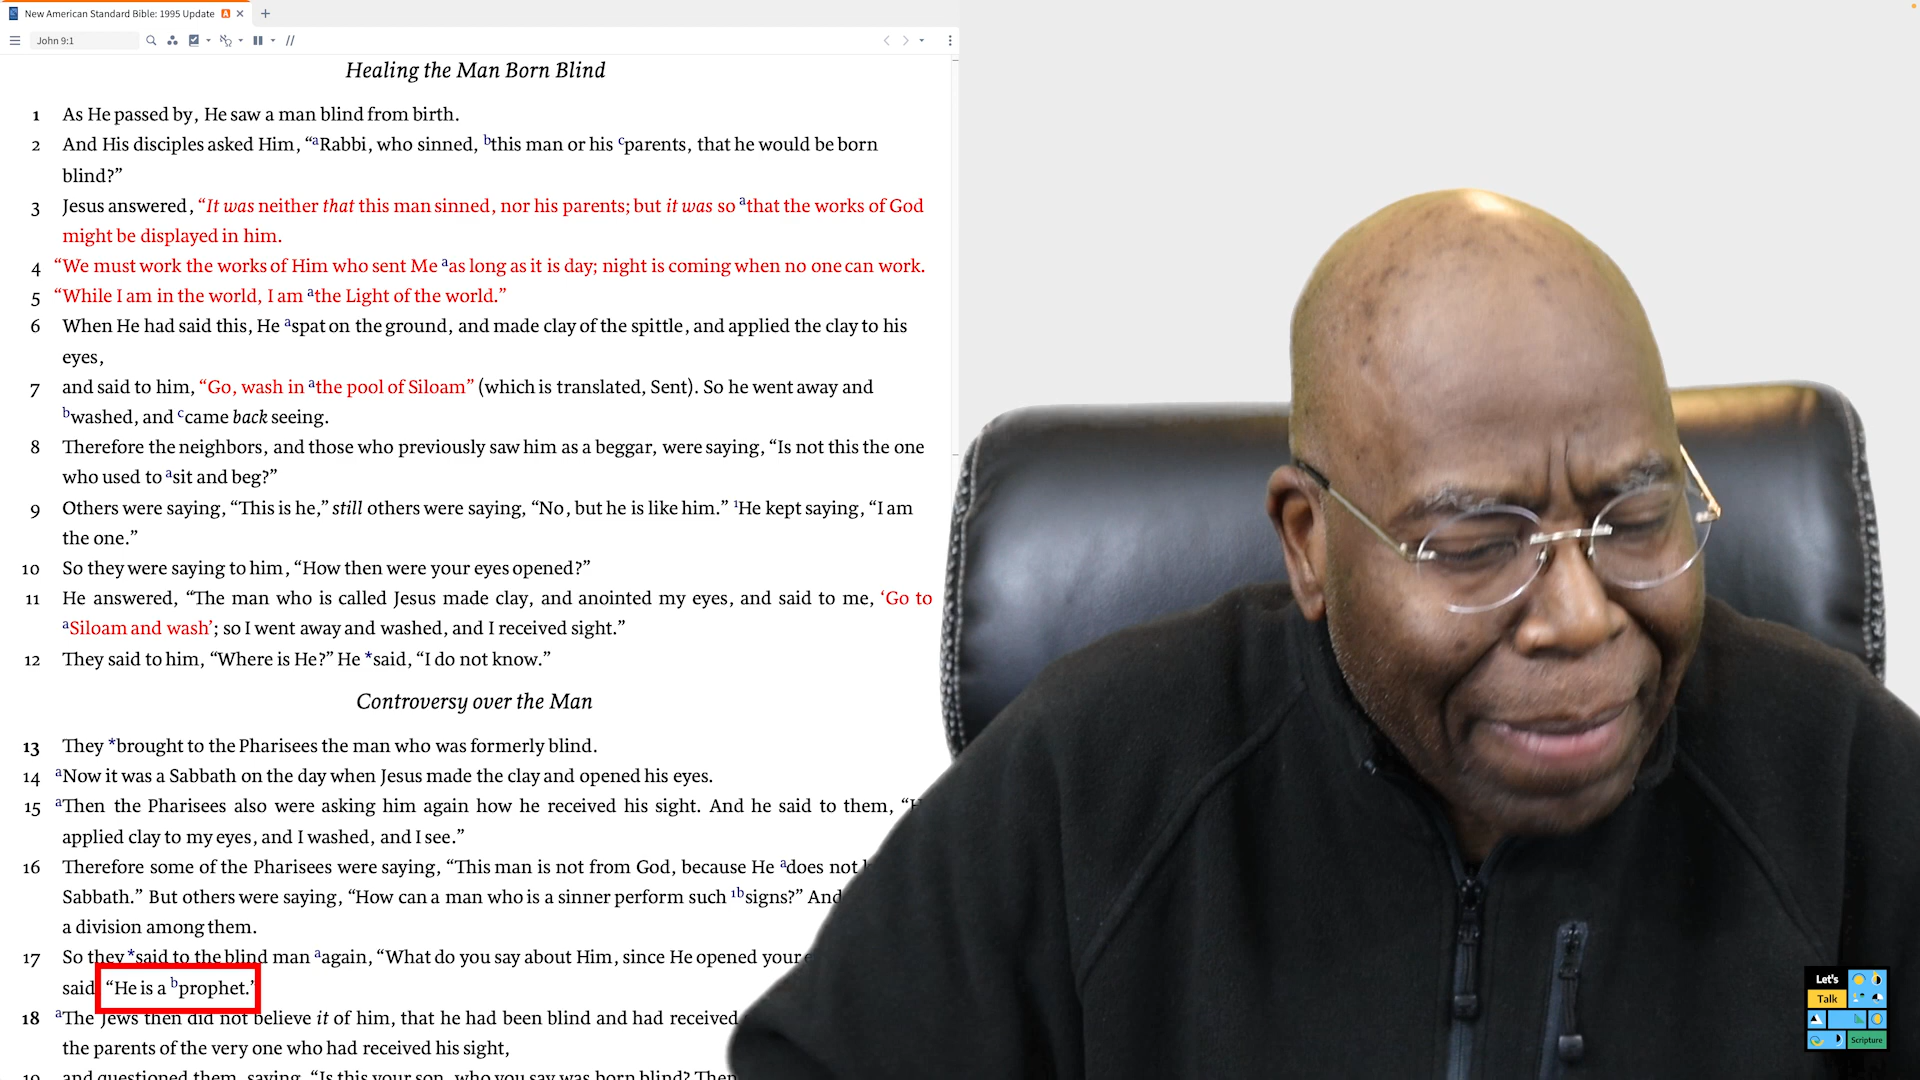 New American Standard Bible: 1995 Update A
John 9:1
Healing the Man Born Blind
1 As He passed by, He saw a man blind from birth.
2 And His disciples asked Him, “aRabbi, who sinned, bthis man or his cparents, that he would be born
blind?”
3 Jesus answered, “It was neither that this man sinned, nor his parents; but it was so athat the works of God
might be displayed in him.
4 “We must work the works of Him who sent Me aas long as it is day; night is coming when no one can work.
5 “While I am in the world, I am athe Light of the world.”
6 When He had said this, He aspat on the ground, and made clay of the spittle, and applied the clay to his
eyes,
7 and said to him, “Go, wash in athe pool of Siloam” (which is translated, Sent). So he went away and
bwashed, and ccame back seeing.
8 Therefore the neighbors, and those who previously saw him as a beggar, were saying, “Is not this the one
who used to asit and beg?”
9 Others were saying, “This is he,” still others were saying, “No, but he is like him.” 1He kept saying, “I am
the one.”
10 So they were saying to him, “How then were your eyes opened?”
11 He answered, “The man who is called Jesus made clay, and anointed my eyes, and said to me, ‘Go to
aSiloam and wash’; so I went away and washed, and I received sight.”
12 They said to him, “Where is He?” He *said, “I do not know.”
Controversy over the Man
13 They *brought to the Pharisees the man who was formerly blind.
14 aNow it was a Sabbath on the day when Jesus made the clay and opened his eyes.
15 aThen the Pharisees also were asking him again how he received his sight. And he said to them, “
applied clay to my eyes, and I washed, and I see.”
16 Therefore some of the Pharisees were saying, “This man is not from God, because He adoes not
Sabbath.” But others were saying, “How can a man who is a sinner perform such 1bsigns?” And
a division among them.
17 So they *said to the blind man aagain, “What do you say about Him, since He opened your
said “He is a bprophet.”
18 aThe Jews then did not believe it of him, that he had been blind and had received
the parents of the very one who had received his sight,
19 and questioned them, saying, “Is this your son, who you say was born blind? Then
Let's
Talk
Scripture